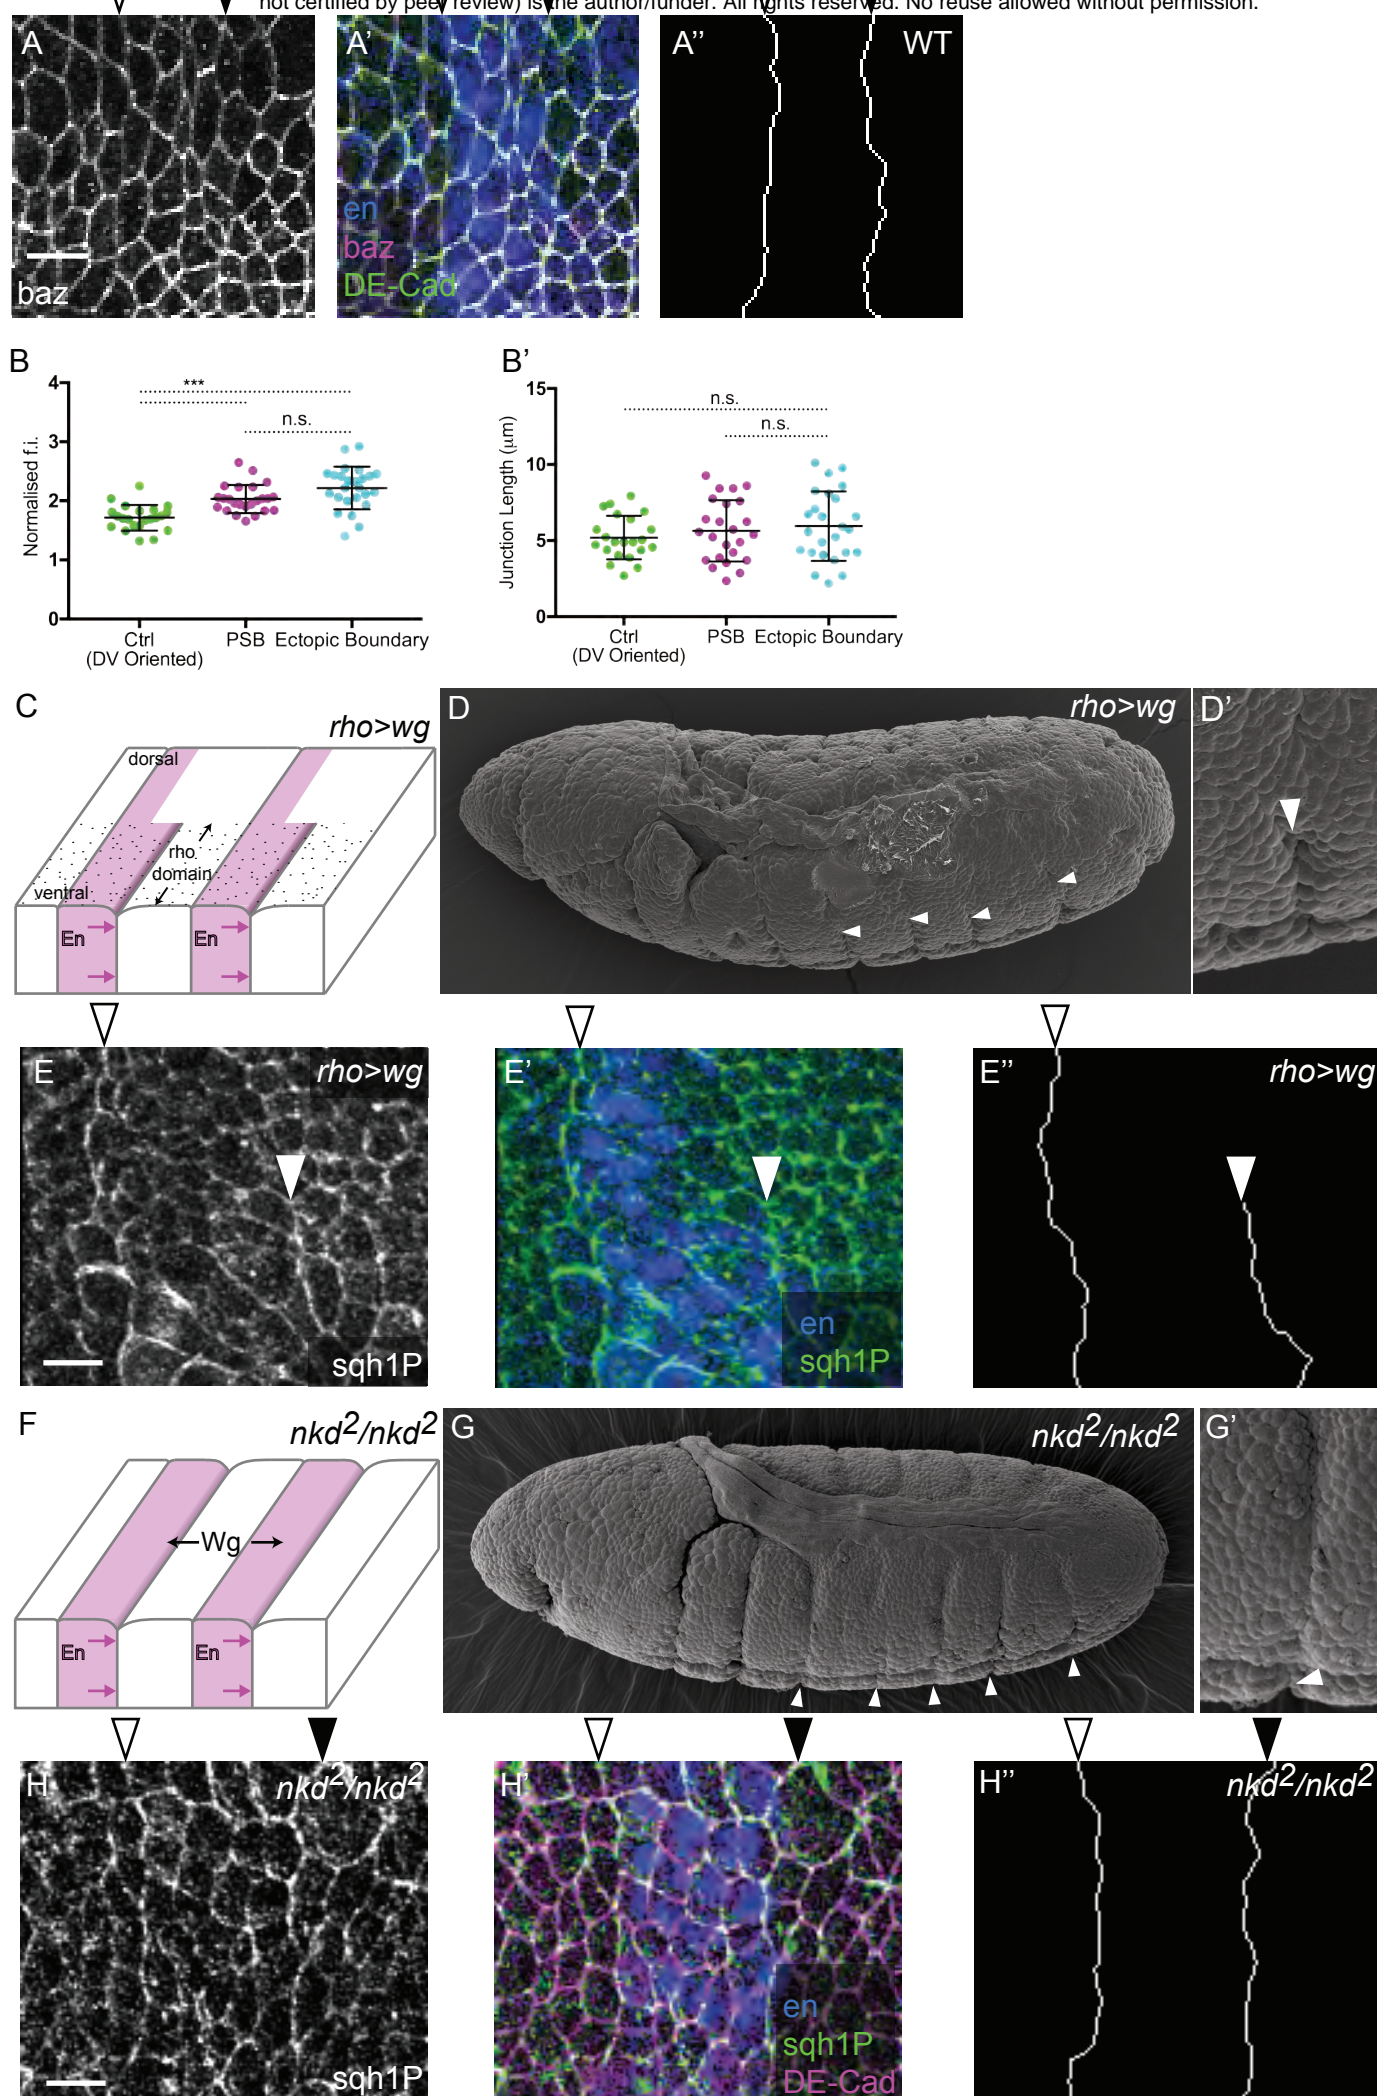 not certified by peer review) is the author/funder. All rights reserved. No reuse allowed without permission.
A
baz
A'
en
baz
DE-Cad
A''
WT
B
4
3
2
1
0
Normalised f.i.
***
n.s.
Ctrl
(DV Oriented)
PSB
Ectopic Boundary
B'
15
10
5
0
Junction Length (µm)
n.s.
n.s.
Ctrl
(DV Oriented)
PSB
Ectopic Boundary
C
rho>wg
dorsal
rho
domain
ventral
En
En
D
rho>wg
D'
E
rho>wg
sqh1P
E'
en
sqh1P
E''
rho>wg
F
nkd2/nkd2
Wg
En
En
G
nkd2/nkd2
G'
H
nkd2/nkd2
sqh1P
H'
en
sqh1P
DE-Cad
H''
nkd2/nkd2